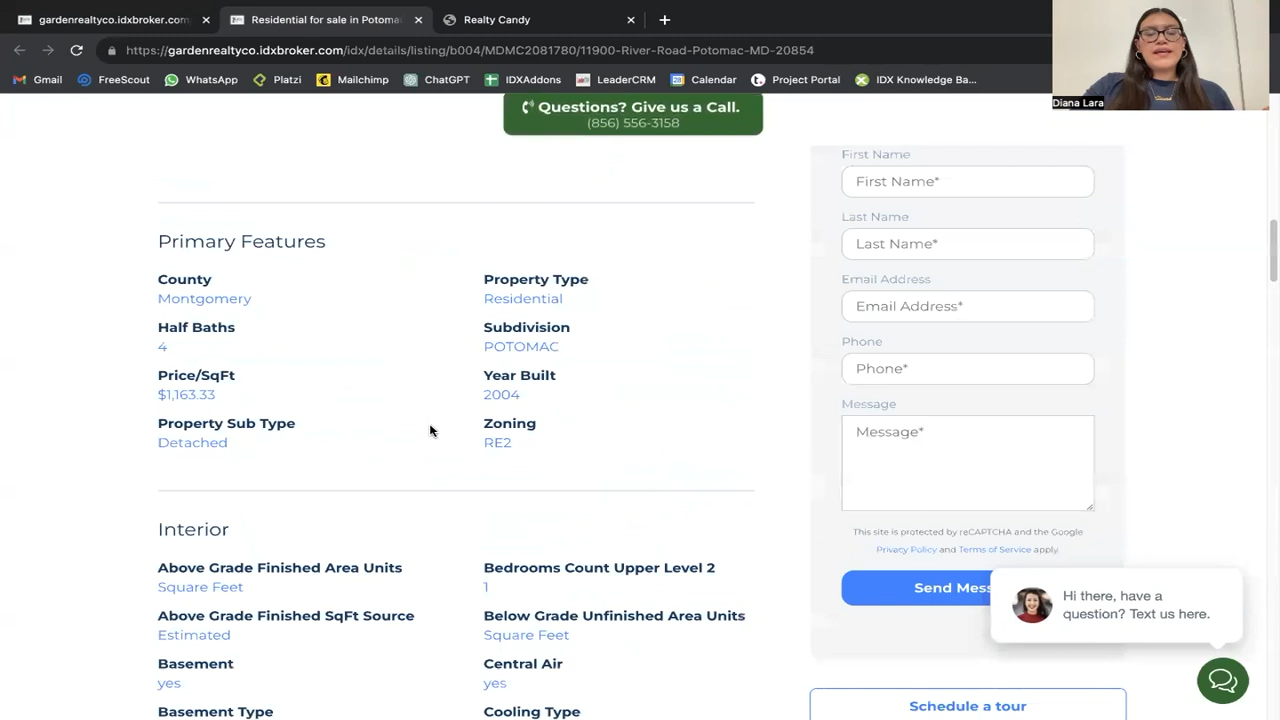 gardenrealtyco.idxbroker.com
Residential for sale in Potoma
Realty Candy
https://gardenrealtyco.idxbroker.com/idx/details/listing/b004/MDMC2081780/11900-River-Road-Potomac-MD-20854
Gmail
FreeScout
WhatsApp
Platzi
Mailchimp
ChatGPT
IDXAddons
LeaderCRM
Calendar
Project Portal
IDX Knowledge Ba...
Diana Lara
Questions? Give us a Call.
(856) 556-3158
Primary Features
County
Montgomery
Property Type
Residential
Half Baths
4
Subdivision
POTOMAC
Price/SqFt
$1,163.33
Year Built
2004
Property Sub Type
Detached
Zoning
RE2
Interior
Above Grade Finished Area Units
Square Feet
Bedrooms Count Upper Level 2
1
Above Grade Finished SqFt Source
Estimated
Below Grade Unfinished Area Units
Square Feet
Basement
yes
Central Air
yes
Basement Type
Cooling Type
First Name
First Name*
Last Name
Last Name*
Email Address
Email Address*
Phone
Phone*
Message
Message*
This site is protected by reCAPTCHA and the Google
Privacy Policy and Terms of Service apply.
Send Mess
Hi there, have a
question? Text us here.
Schedule a tour